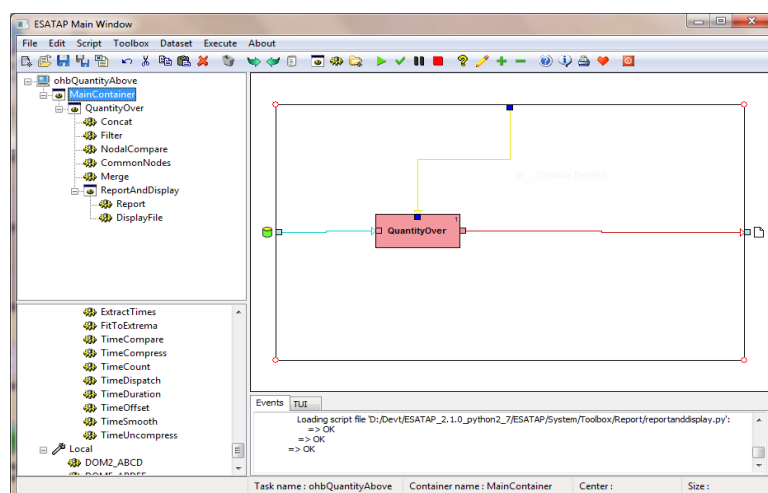 ESATAP Main Window
File Edit Script Toolbox Dataset Execute About
ohbQuantityAbove
MainContainer
QuantityOver
Concat
Filter
NodalCompare
CommonNodes
Merge
ReportAndDisplay
Report
DisplayFile
ExtractTimes
FitToExtrema
TimeCompare
TimeCompress
TimeCount
TimeDispatch
TimeDuration
TimeOffset
TimeSmooth
TimeUncompress
Local
DOM2_ABCD
1
QuantityOver
Events TUI
Loading script file 'D:/Devt/ESATAP_2.1.0_python2_7/ESATAP/System/Toolbox/Report/reportanddisplay.py':
=> OK
=> OK
=> OK
Task name : ohbQuantityAbove Container name : MainContainer Center : Size :